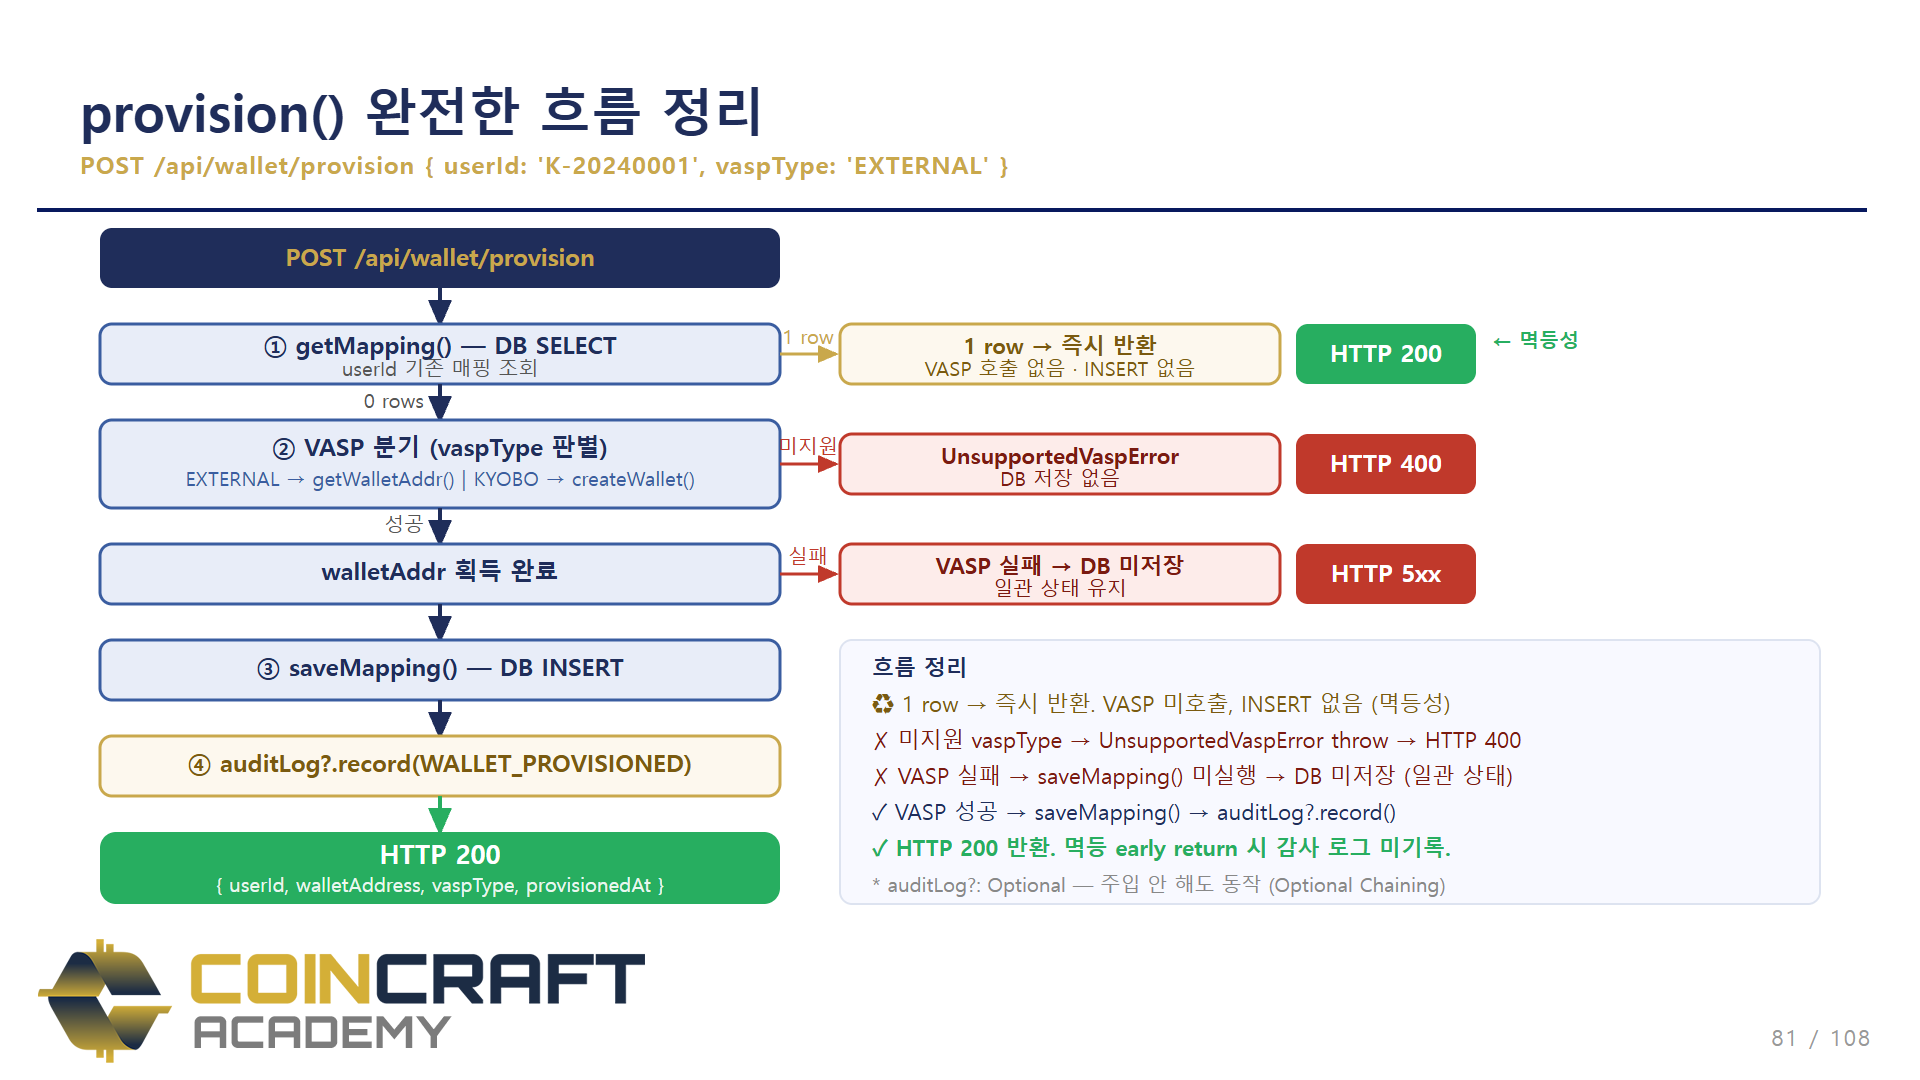 provision() 완전한 흐름 정리
POST /api/wallet/provision { userId: 'K-20240001', vaspType: 'EXTERNAL' }
POST /api/wallet/provision
① getMapping() — DB SELECT
userId 기존 매핑 조회
1 row
1 row → 즉시 반환
VASP 호출 없음 · INSERT 없음
HTTP 200
← 멱등성
0 rows
② VASP 분기 (vaspType 판별)
EXTERNAL → getWalletAddr() | KYOBO → createWallet()
미지원
UnsupportedVaspError
DB 저장 없음
HTTP 400
성공
walletAddr 획득 완료
실패
VASP 실패 → DB 미저장
일관 상태 유지
HTTP 5xx
③ saveMapping() — DB INSERT
④ auditLog?.record(WALLET_PROVISIONED)
HTTP 200
{ userId, walletAddress, vaspType, provisionedAt }
흐름 정리
♻ 1 row → 즉시 반환. VASP 미호출, INSERT 없음 (멱등성)
✗ 미지원 vaspType → UnsupportedVaspError throw → HTTP 400
✗ VASP 실패 → saveMapping() 미실행 → DB 미저장 (일관 상태)
✓ VASP 성공 → saveMapping() → auditLog?.record()
✓ HTTP 200 반환. 멱등 early return 시 감사 로그 미기록.
* auditLog?: Optional — 주입 안 해도 동작 (Optional Chaining)
COINCRAFT
ACADEMY
81 / 108